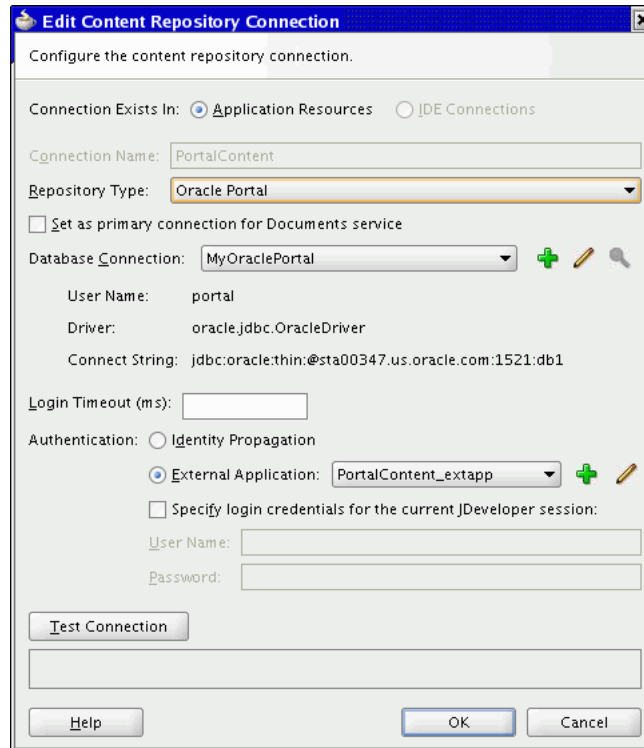 Edit Content Repository Connection
Configure the content repository connection.
Connection Exists In: Application Resources IDE Connections
Connection Name: PortalContent
Repository Type: Oracle Portal
Set as primary connection for Documents service
Database Connection: MyOraclePortal
User Name: portal
Driver: oracle.jdbc.OracleDriver
Connect String: jdbc:oracle:thin:@sta00347.us.oracle.com:1521:db1
Login Timeout (ms):
Authentication: Identity Propagation
External Application: PortalContent_extapp
Specify login credentials for the current JDeveloper session:
User Name:
Password:
Test Connection
Help OK Cancel